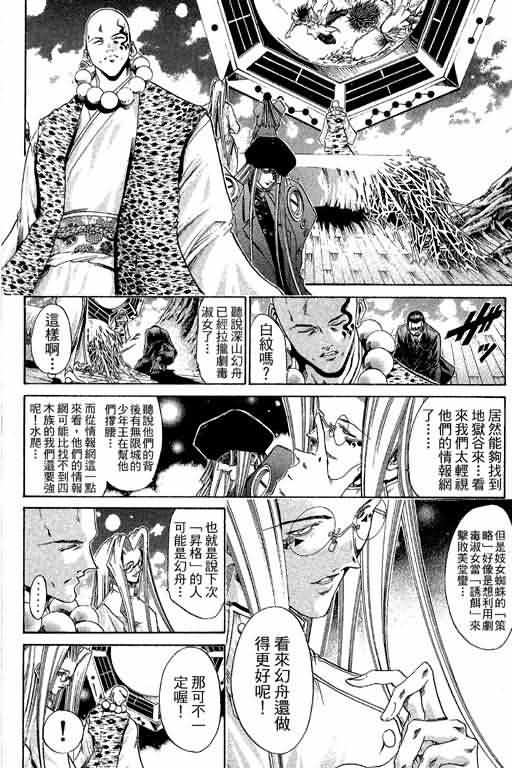 居然能夠找到
地獄谷來…看
來我們太輕視
他們的情報網
了……
白紋嗎？
聽說深山幻舟
已經拉攏劇毒
淑女了…
這樣啊…
聽說他們的背
後有無限城的
少年王在幫他
們撐腰…
而從情報網這一點
來看，他們的情報
網可能比找不到四
木族的我們還要強
呢！水爬…
但是妓女蜘蛛的「策
略」好像是想利用劇
毒淑女當「誘餌」來
擊敗美堂蠻…
也就是說下次
「昇格」的人
可能是幻舟…
……
看來幻舟還做
得更好呢！
那可不一
定喔！
！